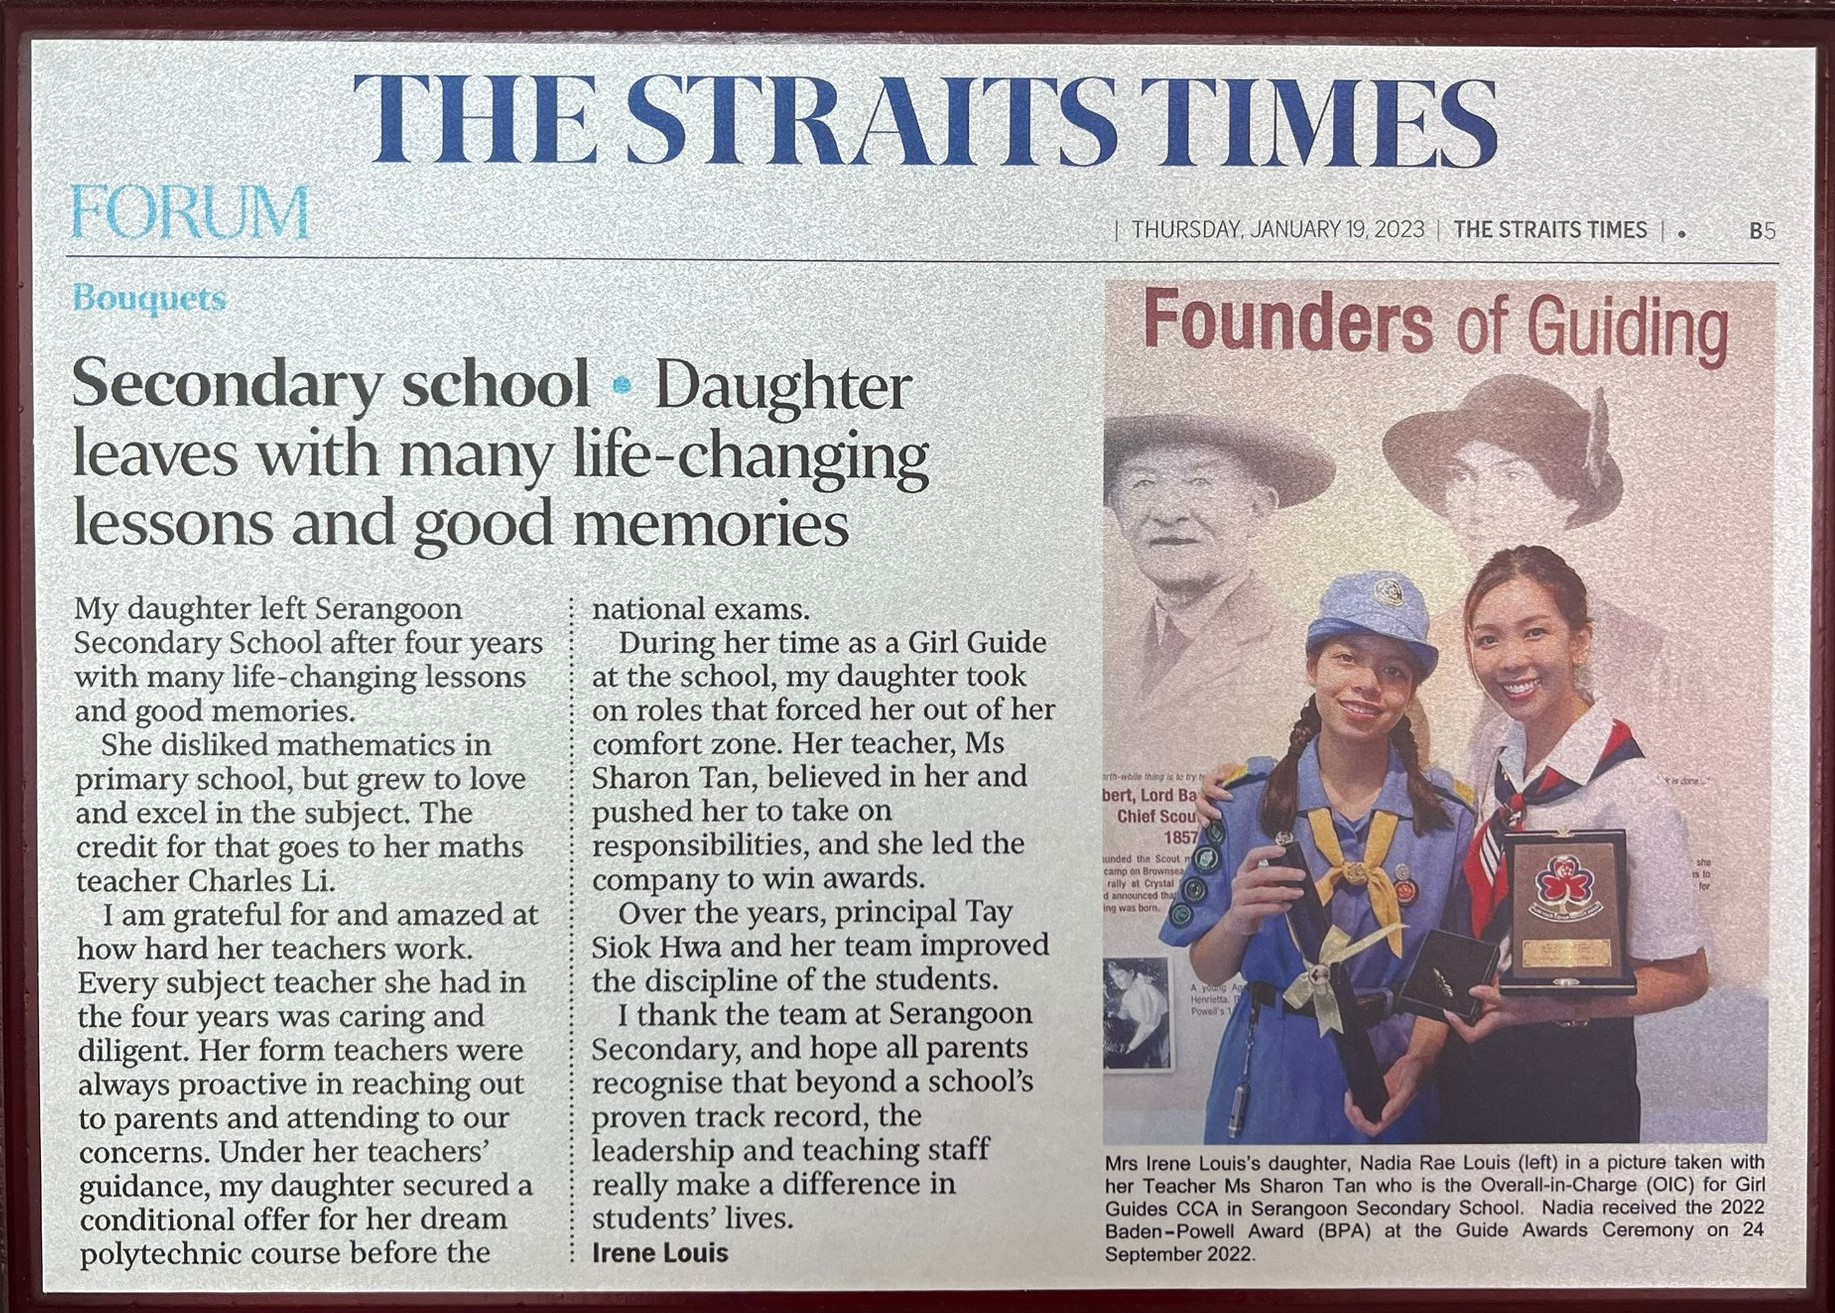 THE STRAITS TIMES
FORUM
| THURSDAY, JANUARY 19, 2023 | THE STRAITS TIMES | • B5
Bouquets
Secondary school • Daughter
leaves with many life-changing
lessons and good memories
My daughter left Serangoon
Secondary School after four years
with many life-changing lessons
and good memories.
She disliked mathematics in
primary school, but grew to love
and excel in the subject. The
credit for that goes to her maths
teacher Charles Li.
I am grateful for and amazed at
how hard her teachers work.
Every subject teacher she had in
the four years was caring and
diligent. Her form teachers were
always proactive in reaching out
to parents and attending to our
concerns. Under her teachers’
guidance, my daughter secured a
conditional offer for her dream
polytechnic course before the
national exams.
During her time as a Girl Guide
at the school, my daughter took
on roles that forced her out of her
comfort zone. Her teacher, Ms
Sharon Tan, believed in her and
pushed her to take on
responsibilities, and she led the
company to win awards.
Over the years, principal Tay
Siok Hwa and her team improved
the discipline of the students.
I thank the team at Serangoon
Secondary, and hope all parents
recognise that beyond a school’s
proven track record, the
leadership and teaching staff
really make a difference in
students’ lives.
Irene Louis
Founders of Guiding
rth-while thing is to try
bert, Lord Ba
Chief Scou
1857
unded the Scout
camp on Brownsea
rally at Crystal
d announced tha
ing was born.
is done..."
she
is to
for
A young Ag
Henrietta.
Powell's 1
Mrs Irene Louis's daughter, Nadia Rae Louis (left) in a picture taken with
her Teacher Ms Sharon Tan who is the Overall-in-Charge (OIC) for Girl
Guides CCA in Serangoon Secondary School. Nadia received the 2022
Baden-Powell Award (BPA) at the Guide Awards Ceremony on 24
September 2022.